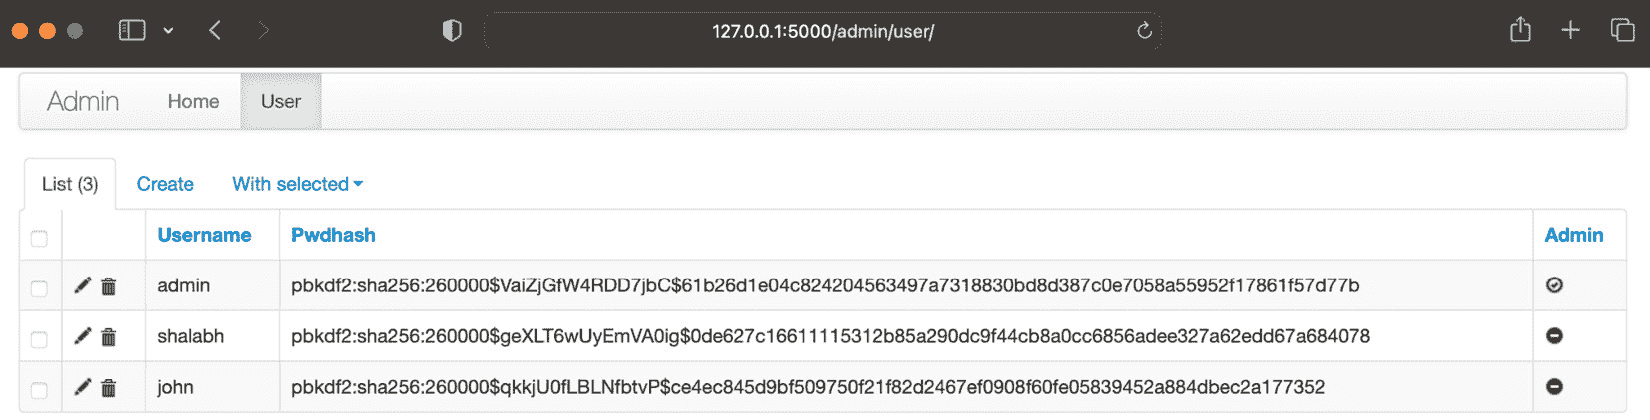 127.0.0.1:5000/admin/user/
Admin Home User
List (3) Create With selected
Username Pwdhash Admin
admin pbkdf2:sha256:260000$VaiZjGfW4RDD7jbC$61b26d1e04c824204563497a7318830bd8d387c0e7058a55952f17861f57d77b
shalabh pbkdf2:sha256:260000$geXLT6wUyEmVA0ig$0de627c16611115312b85a290dc9f44cb8a0cc6856adee327a62edd67a684078
john pbkdf2:sha256:260000$qkkjU0fLBLNfbtvP$ce4ec845d9bf509750f21f82d2467ef0908f60fe05839452a884dbec2a177352